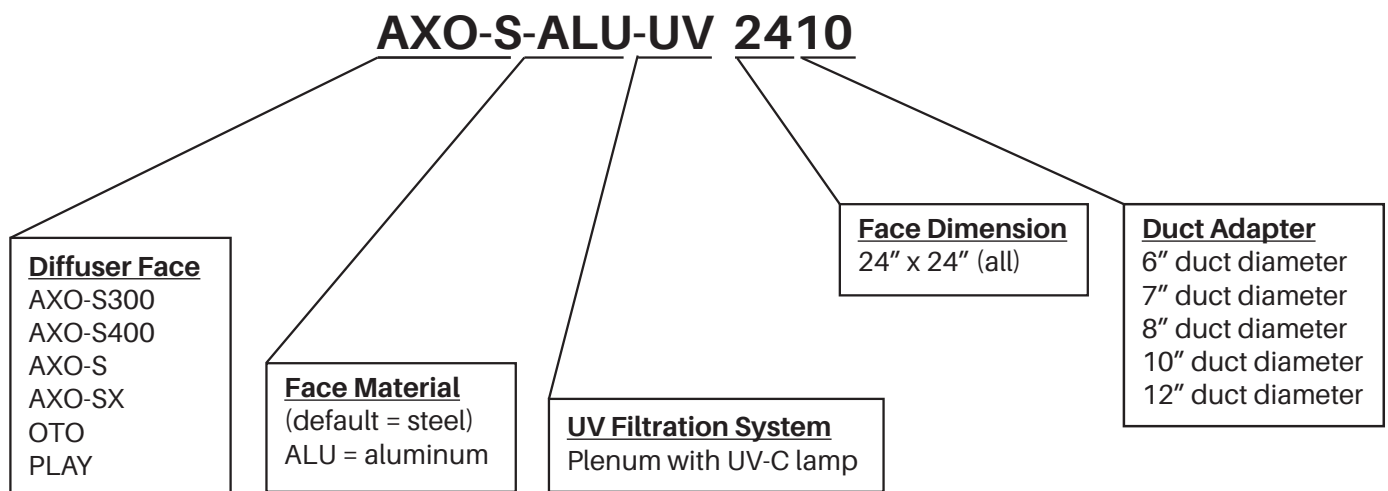 AXO-S-ALU-UV 2410
Diffuser Face
AXO-S300
AXO-S400
AXO-S
AXO-SX
OTO
PLAY
Face Material
(default = steel)
ALU = aluminum
UV Filtration System
Plenum with UV-C lamp
Face Dimension
24″ x 24″ (all)
Duct Adapter
6″ duct diameter
7″ duct diameter
8″ duct diameter
10″ duct diameter
12″ duct diameter